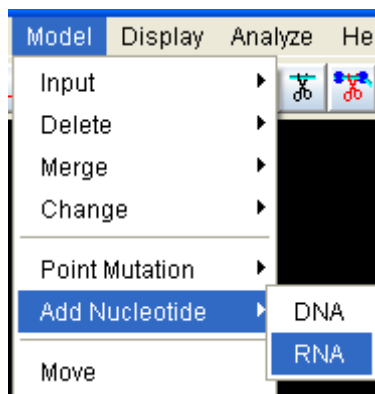 Model Display Analyze He
Input
Delete
Merge
Change
Point Mutation
Add Nucleotide
DNA
RNA
Move